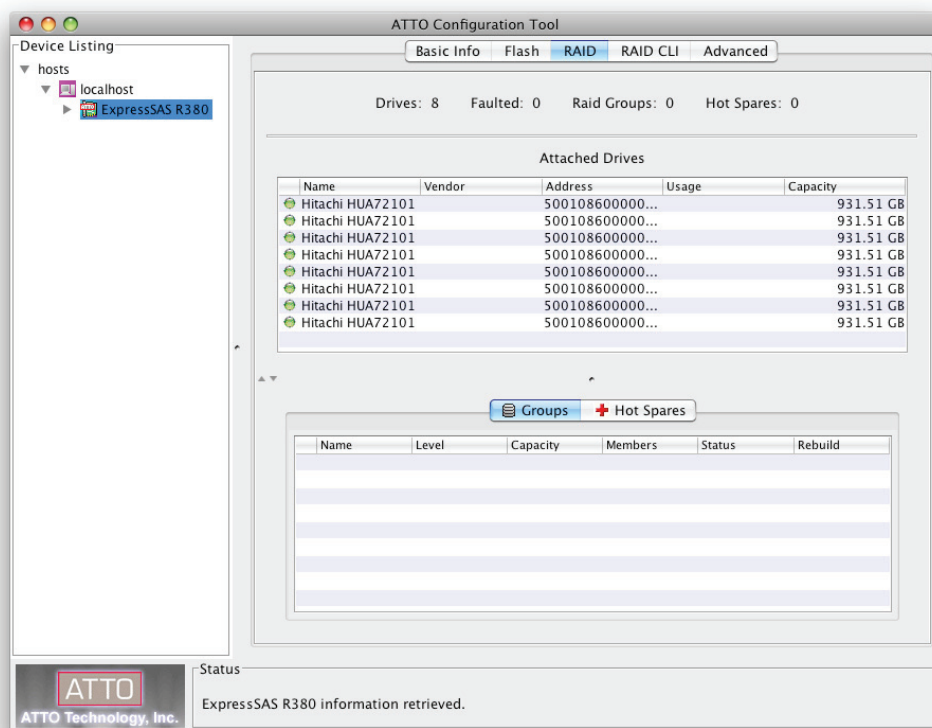 ATTO Configuration Tool
Device Listing
hosts
localhost
ExpressSAS R380
Basic Info Flash RAID RAID CLI Advanced
Drives: 8 Faulted: 0 Raid Groups: 0 Hot Spares: 0
Attached Drives
Name Vendor Address Usage Capacity
Hitachi HUA72101 500108600000... 931.51 GB
Hitachi HUA72101 500108600000... 931.51 GB
Hitachi HUA72101 500108600000... 931.51 GB
Hitachi HUA72101 500108600000... 931.51 GB
Hitachi HUA72101 500108600000... 931.51 GB
Hitachi HUA72101 500108600000... 931.51 GB
Hitachi HUA72101 500108600000... 931.51 GB
Hitachi HUA72101 500108600000... 931.51 GB
Groups Hot Spares
Name Level Capacity Members Status Rebuild
ATTO
ATTO Technology, Inc.
Status
ExpressSAS R380 information retrieved.